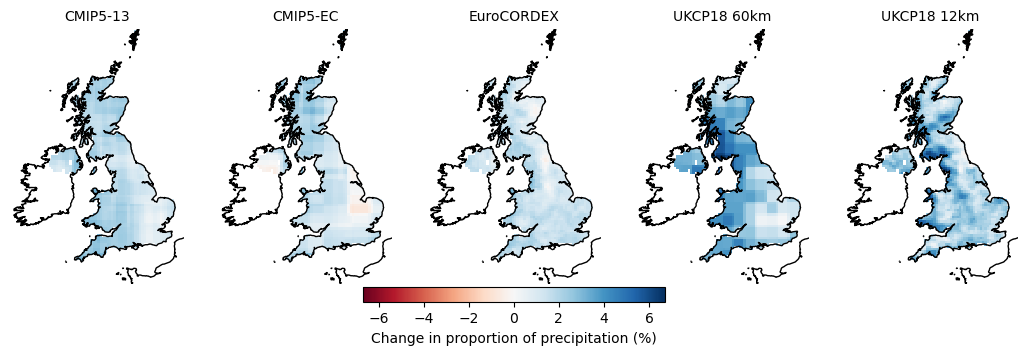 CMIP5-13 CMIP5-EC EuroCORDEX UKCP18 60km UKCP18 12km
−6 −4 −2 0 2 4 6
Change in proportion of precipitation (%)